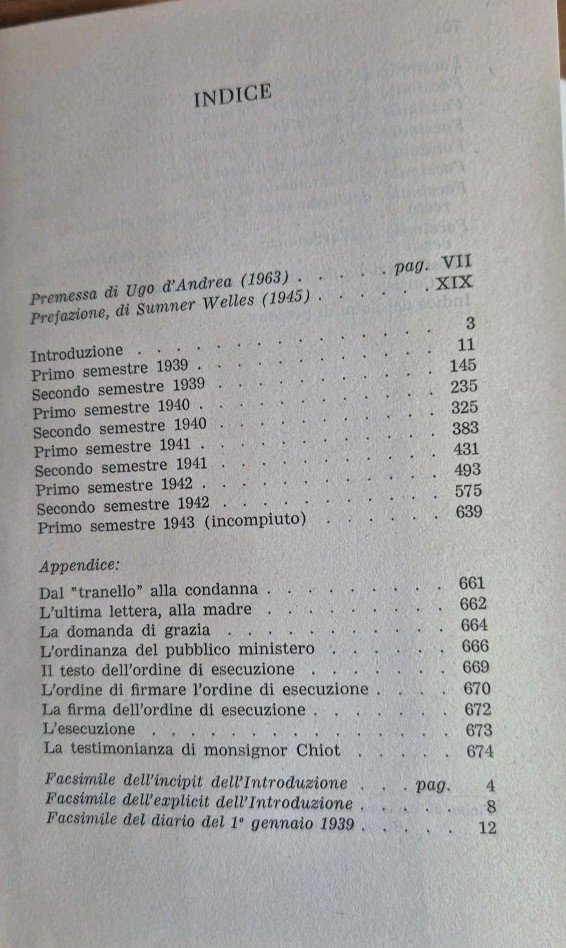 INDICE
Premessa di Ugo d'Andrea (1963) . . . . . pag. VII
Prefazione, di Sumner Welles (1945) . . . . . . XIX
Introduzione . . . . . . . . . . . . . . 3
Primo semestre 1939 . . . . . . . . . . . 11
Secondo semestre 1939 . . . . . . . . . . 145
Primo semestre 1940 . . . . . . . . . . . 235
Secondo semestre 1940 . . . . . . . . . . 325
Primo semestre 1941 . . . . . . . . . . . 383
Secondo semestre 1941 . . . . . . . . . . 431
Primo semestre 1942 . . . . . . . . . . . 493
Secondo semestre 1942 . . . . . . . . . . 575
Primo semestre 1943 (incompiuto) . . . . . . 639
Appendice:
Dal "tranello" alla condanna . . . . . . . . 661
L'ultima lettera, alla madre . . . . . . . . 662
La domanda di grazia . . . . . . . . . . 664
L'ordinanza del pubblico ministero . . . . . . 666
Il testo dell'ordine di esecuzione . . . . . . 669
L'ordine di firmare l'ordine di esecuzione . . . . 670
La firma dell'ordine di esecuzione . . . . . . 672
L'esecuzione . . . . . . . . . . . . . 673
La testimonianza di monsignor Chiot . . . . . 674
Facsimile dell'incipit dell'Introduzione . . . pag. 4
Facsimile dell'explicit dell'Introduzione . . . . . 8
Facsimile del diario del 1° gennaio 1939 . . . . . 12